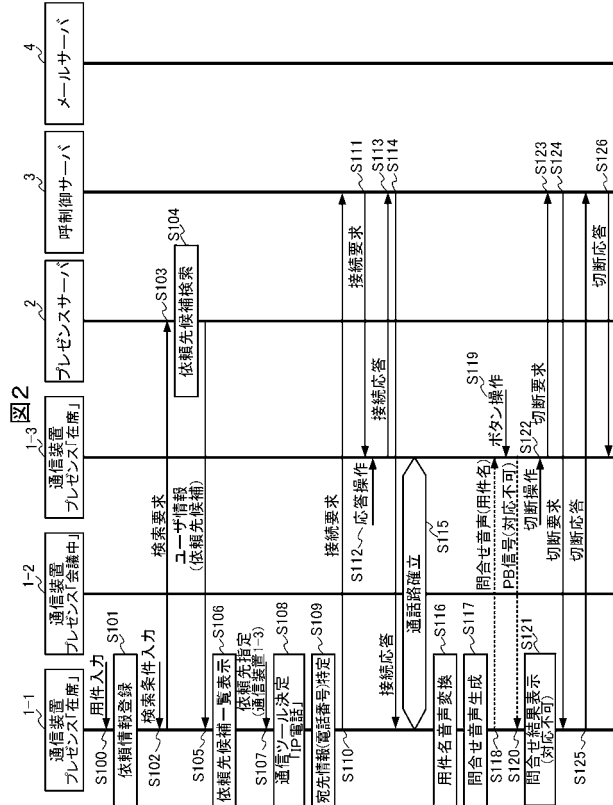 図2
1-1
通信装置
プレゼンス「在席」
1-2
通信装置
プレゼンス「会議中」
1-3
通信装置
プレゼンス「在席」
2
プレゼンスサーバ
3
呼制御サーバ
4
メールサーバ
用件入力
S100
S101
依頼情報登録
検索条件入力
S102
検索要求
S103
S104
依頼先候補検索
ユーザ情報
(依頼先候補)
S105
S106
依頼先候補一覧表示
依頼先指定
(通信装置1-3)
S107
S108
通信ツール決定
「IP電話」
S109
宛先情報(電話番号)特定
接続要求
S110
接続要求
S111
S112
応答操作
接続応答
S113
接続応答
S114
通話路確立
S115
S116
用件名音声変換
S117
問合せ音声生成
問合せ音声(用件名)
S118
S119
ボタン操作
PB信号(対応不可)
S120
S121
問合せ結果表示
(対応不可)
S122
切断操作
切断要求
S123
切断要求
S124
切断応答
S125
切断応答
S126